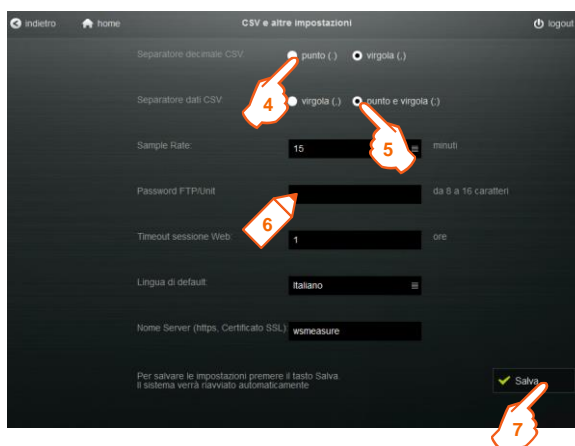 indietro home CSV e altre impostazioni logout
Separatore decimale CSV: punto (.) virgola (,)
4
Separatore dati CSV: virgola (,) punto e virgola (;)
5
Sample Rate: 15 minuti
Password FTP/Unit da 8 a 16 caratteri
6
Timeout sessione Web: 1 ore
Lingua di default: Italiano
Nome Server (https, Certificato SSL): wsmeasure
Per salvare le impostazioni premere il tasto Salva.
Il sistema verrà riavviato automaticamente
Salva
7